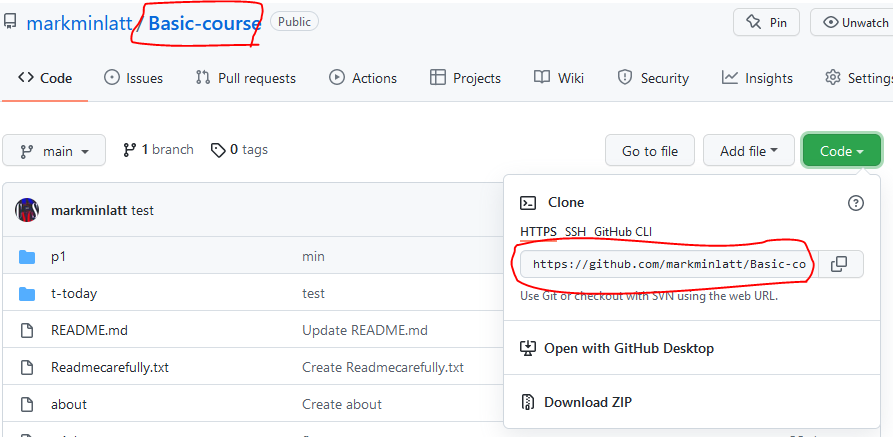 markminlatt / Basic-course Public Pin Unwatch
Code Issues Pull requests Actions Projects Wiki Security Insights Settings
main 1 branch 0 tags Go to file Add file Code
markminlatt test
Clone
HTTPS SSH GitHub CLI
p1 min
https://github.com/markminlatt/Basic-co
t-today test
Use Git or checkout with SVN using the web URL.
README.md Update README.md
Open with GitHub Desktop
Readmecarefully.txt Create Readmecarefully.txt
about Create about
Download ZIP